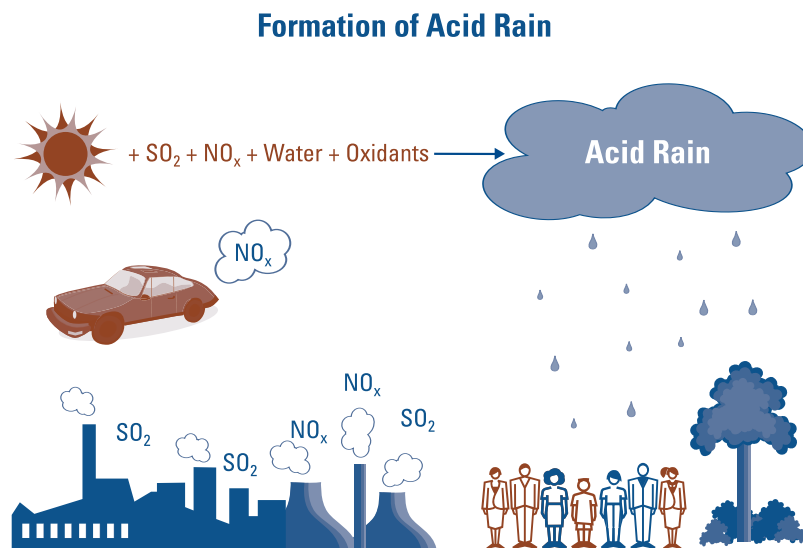 Formation of Acid Rain
+ SO₂ + NOₓ + Water + Oxidants
Acid Rain
NOₓ
NOₓ
SO₂
SO₂
NOₓ
SO₂